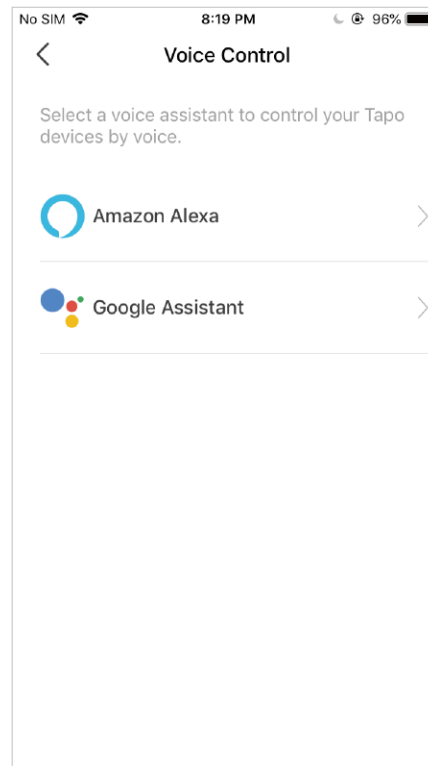 No SIM 8:19 PM 96%
Voice Control
Select a voice assistant to control your Tapo
devices by voice.
Amazon Alexa
Google Assistant